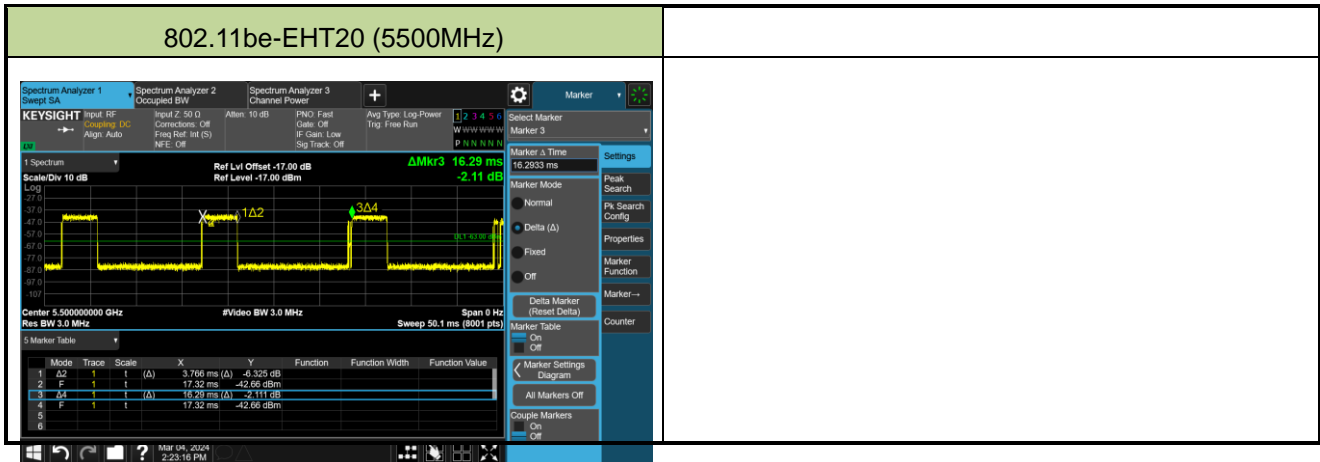 802.11be-EHT20 (5500MHz)
Spectrum Analyzer 1
Swept SA
Spectrum Analyzer 2
Occupied BW
Spectrum Analyzer 3
Channel Power
+
Marker
KEYSIGHT
Input: RF
Coupling: DC
Align: Auto
Input Z: 50 Ω
Corrections: Off
Freq Ref: Int (S)
NFE: Off
Atten: 10 dB
PNO: Fast
Gate: Off
IF Gain: Low
Sig Track: Off
Avg Type: Log-Power
Trig: Free Run
1 2 3 4 5 6
W W W W W W
P N N N N N
Select Marker
Marker 3
1 Spectrum
Scale/Div 10 dB
Ref Lvl Offset -17.00 dB
Ref Level -17.00 dBm
ΔMkr3 16.29 ms
-2.11 dB
Log
-27.0
-37.0
-47.0
-57.0
-67.0
-77.0
-87.0
-97.0
-107
1Δ2
3Δ4
Center 5.500000000 GHz
#Video BW 3.0 MHz
Span 0 Hz
Res BW 3.0 MHz
Sweep 50.1 ms (8001 pts)
5 Marker Table
Mode Trace Scale X Y Function Function Width Function Value
1 Δ2 1 t (Δ) 3.766 ms (Δ) -6.325 dB
2 F 1 t 17.32 ms -42.66 dBm
3 Δ4 1 t (Δ) 16.29 ms (Δ) -2.111 dB
4 F 1 t 17.32 ms -42.66 dBm
5
6
Marker Δ Time
16.2933 ms
Marker Mode
Normal
Delta (Δ)
Fixed
Off
Delta Marker
(Reset Delta)
Marker Table
On
Off
Marker Settings
Diagram
All Markers Off
Couple Markers
On
Off
Settings
Peak
Search
Pk Search
Config
Properties
Marker
Function
Marker→
Counter
?
Mar 04, 2024
2:23:16 PM